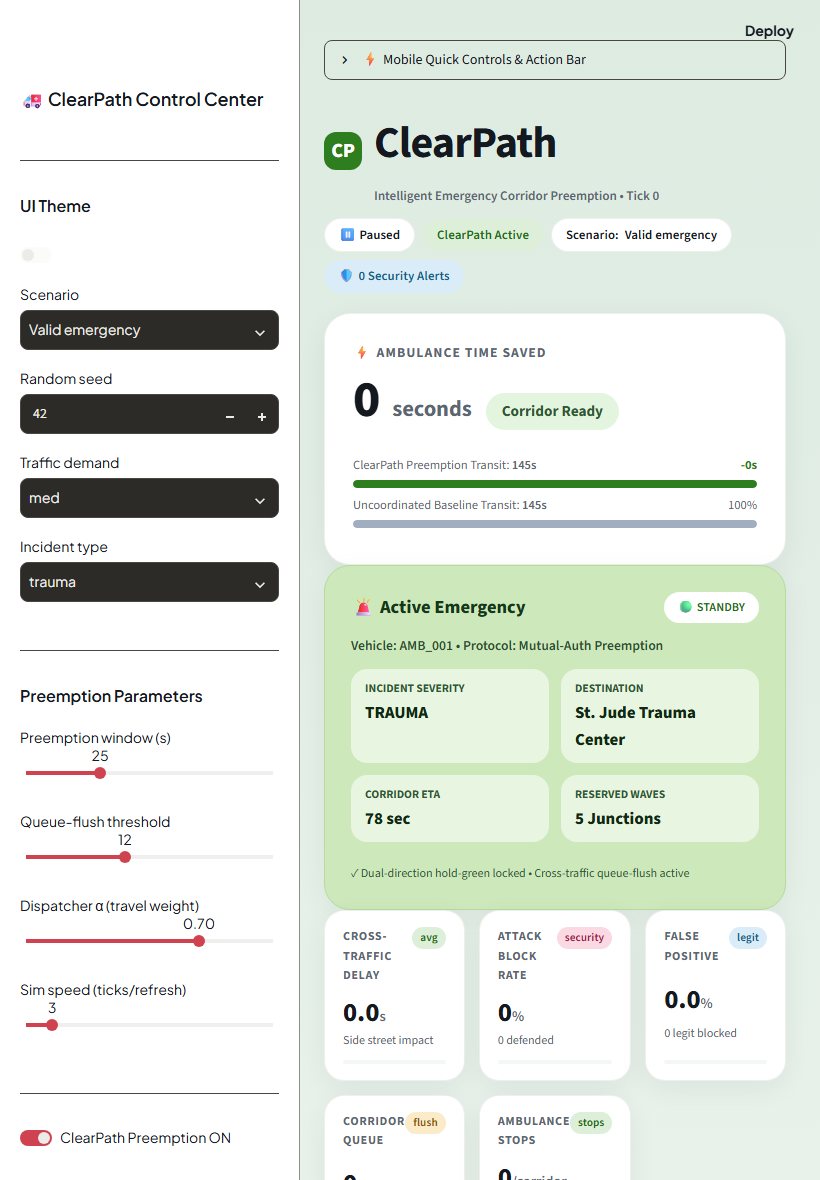 ClearPath Control Center
UI Theme
Scenario
Valid emergency
Random seed
42
Traffic demand
med
Incident type
trauma
Preemption Parameters
Preemption window (s)
25
Queue-flush threshold
12
Dispatcher α (travel weight)
0.70
Sim speed (ticks/refresh)
3
ClearPath Preemption ON
Deploy
Mobile Quick Controls & Action Bar
CP ClearPath
Intelligent Emergency Corridor Preemption • Tick 0
Paused ClearPath Active Scenario: Valid emergency
0 Security Alerts
AMBULANCE TIME SAVED
0 seconds Corridor Ready
ClearPath Preemption Transit: 145s -0s
Uncoordinated Baseline Transit: 145s 100%
Active Emergency STANDBY
Vehicle: AMB_001 • Protocol: Mutual-Auth Preemption
INCIDENT SEVERITY
TRAUMA
DESTINATION
St. Jude Trauma
Center
CORRIDOR ETA
78 sec
RESERVED WAVES
5 Junctions
✓ Dual-direction hold-green locked • Cross-traffic queue-flush active
CROSS-
TRAFFIC
DELAY
avg
0.0s
Side street impact
ATTACK
BLOCK
RATE
security
0%
0 defended
FALSE
POSITIVE
legit
0.0%
0 legit blocked
CORRIDOR
QUEUE
flush
AMBULANCE
STOPS
stops
0/corridor